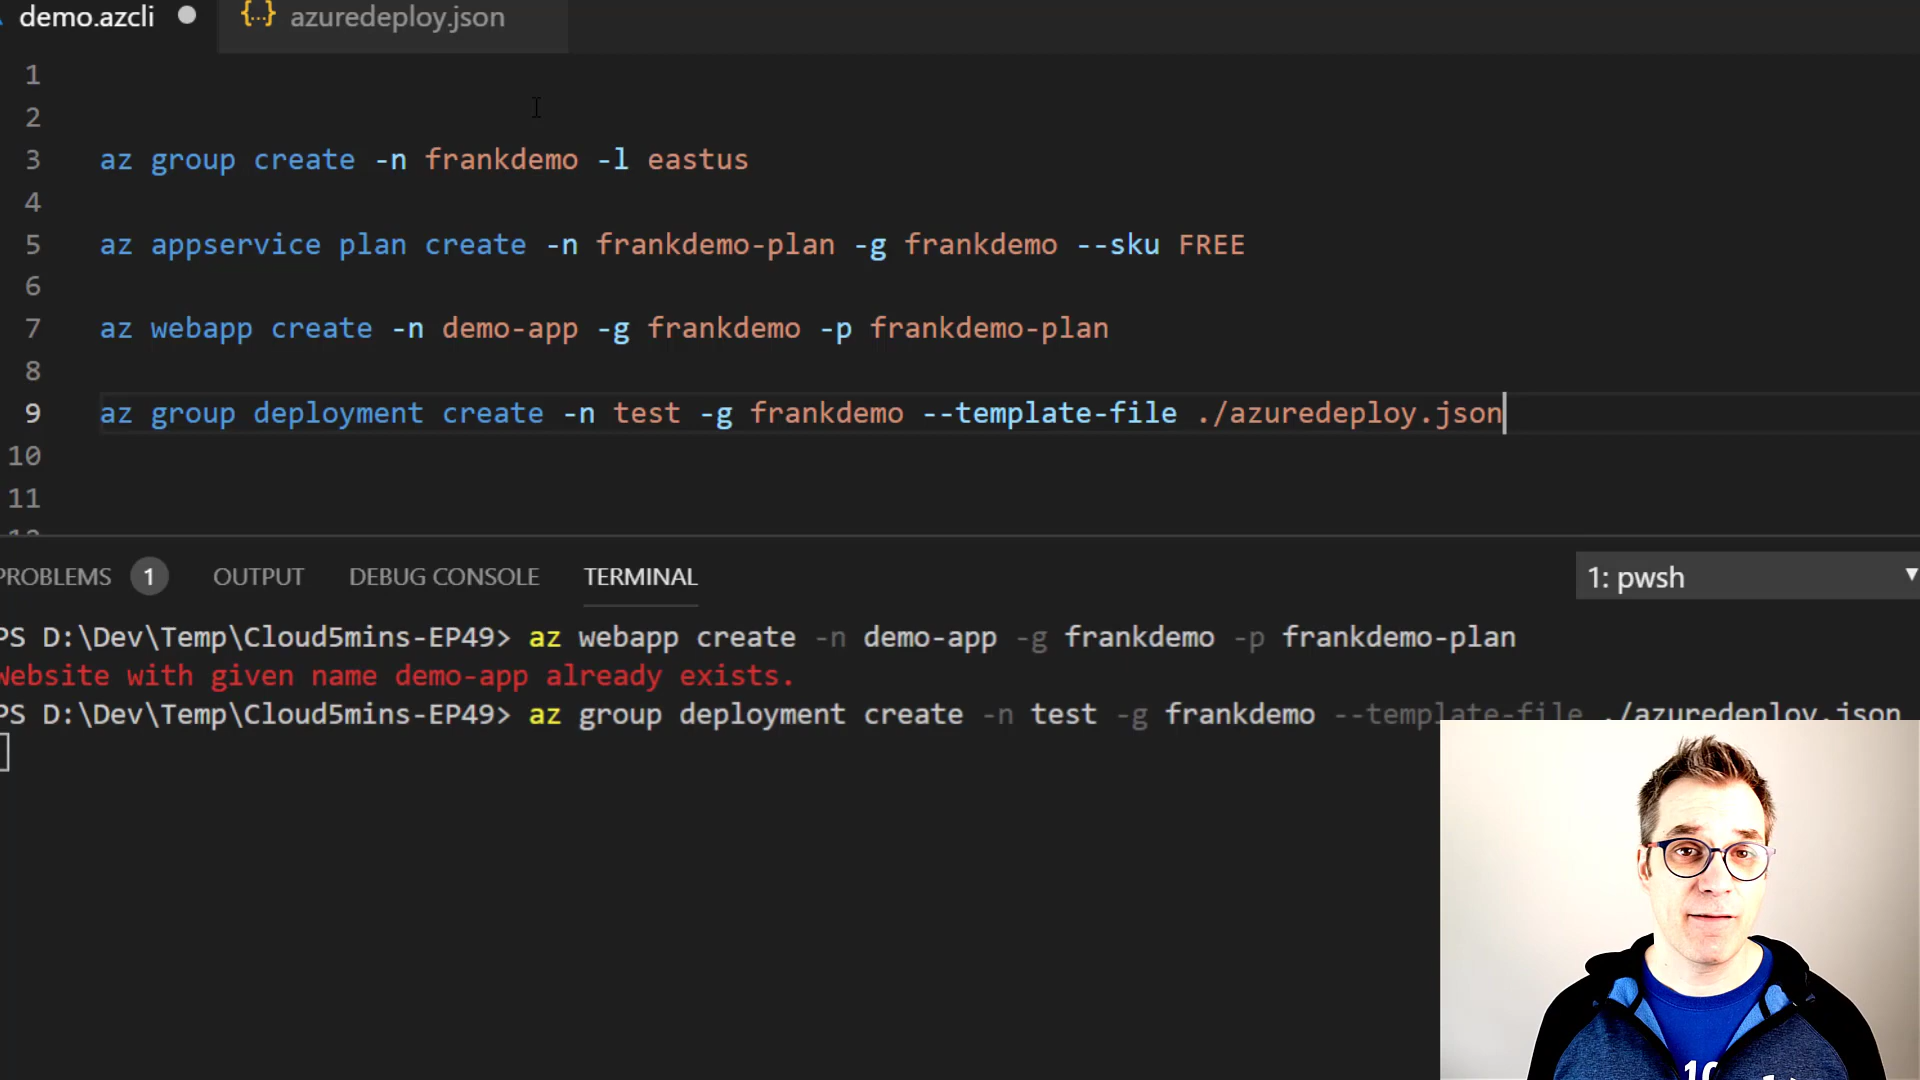 demo.azcli
{..} azuredeploy.json
1
2
3 az group create -n frankdemo -l eastus
4
5 az appservice plan create -n frankdemo-plan -g frankdemo --sku FREE
6
7 az webapp create -n demo-app -g frankdemo -p frankdemo-plan
8
9 az group deployment create -n test -g frankdemo --template-file ./azuredeploy.json
10
11
12
PROBLEMS 1 OUTPUT DEBUG CONSOLE TERMINAL 1: pwsh
PS D:\Dev\Temp\Cloud5mins-EP49> az webapp create -n demo-app -g frankdemo -p frankdemo-plan
Website with given name demo-app already exists.
PS D:\Dev\Temp\Cloud5mins-EP49> az group deployment create -n test -g frankdemo --template-file ./azuredeploy.json